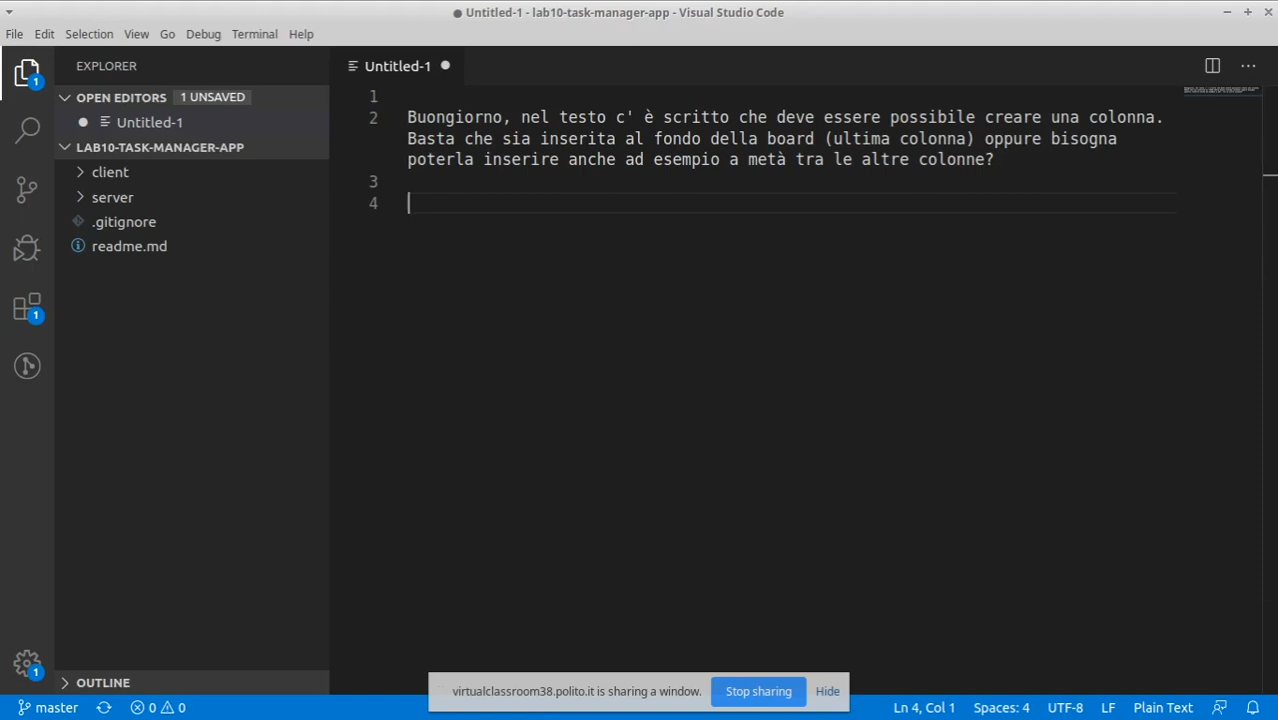 Untitled-1 - lab10-task-manager-app - Visual Studio Code
File Edit Selection View Go Debug Terminal Help
EXPLORER
Untitled-1
OPEN EDITORS 1 UNSAVED
Untitled-1
LAB10-TASK-MANAGER-APP
client
server
.gitignore
readme.md
1
2 Buongiorno, nel testo c' è scritto che deve essere possibile creare una colonna.
Basta che sia inserita al fondo della board (ultima colonna) oppure bisogna
poterla inserire anche ad esempio a metà tra le altre colonne?
3
4
1
1
1
OUTLINE
virtualclassroom38.polito.it is sharing a window. Stop sharing Hide
master 0 0 Ln 4, Col 1 Spaces: 4 UTF-8 LF Plain Text